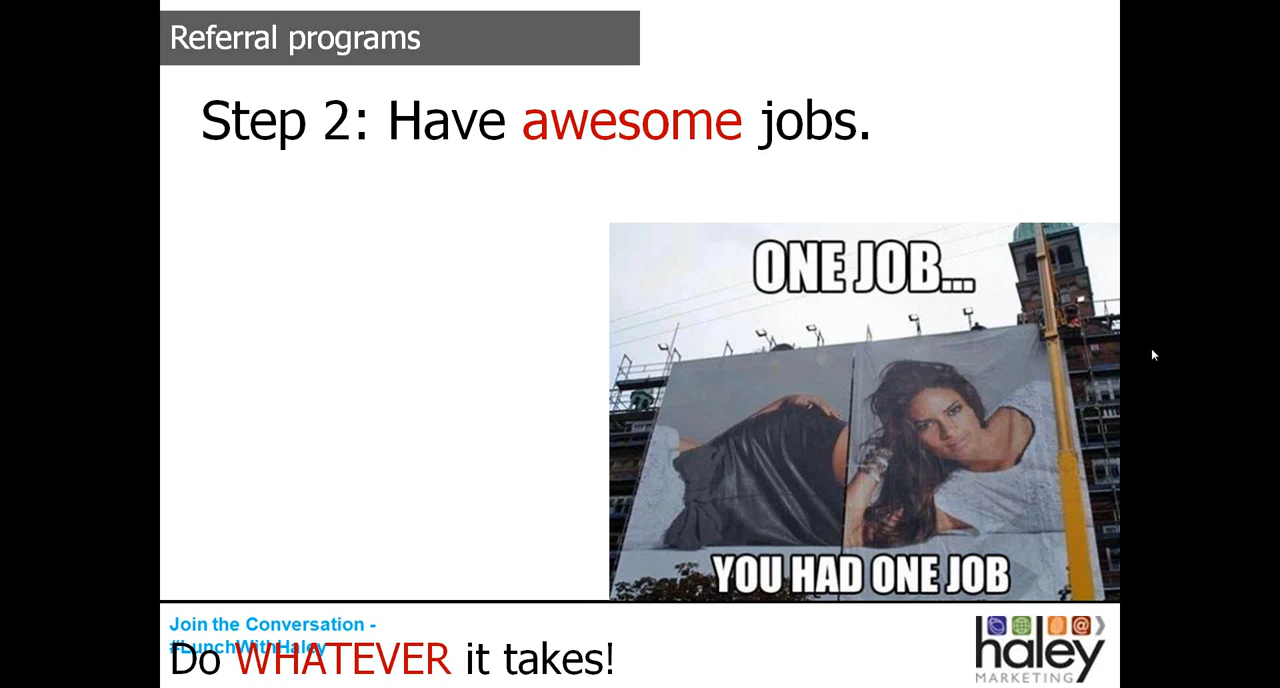 Referral programs
Step 2: Have awesome jobs.
ONE JOB...
YOU HAD ONE JOB
Join the Conversation -
#LunchWithHaley
Do WHATEVER it takes!
haley
MARKETING